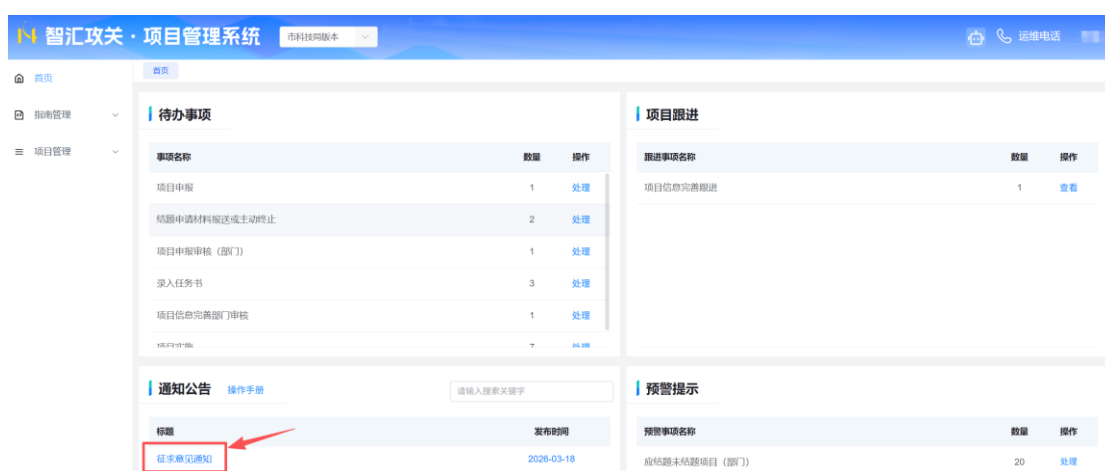 智汇攻关·项目管理系统 市科技局版本 运维电话
首页
首页
指南管理
项目管理
待办事项
事项名称 数量 操作
项目申报 1 处理
结题申请材料报送或主动终止 2 处理
项目申报审核（部门） 1 处理
录入任务书 3 处理
项目信息完善部门审核 1 处理
项目实施 7 处理
项目跟进
跟进事项名称 数量 操作
项目信息完善跟进 1 查看
通知公告 操作手册 请输入搜索关键字
标题 发布时间
征求意见通知 2026-03-18
预警提示
预警事项名称 数量 操作
应结题未结题项目（部门） 20 处理